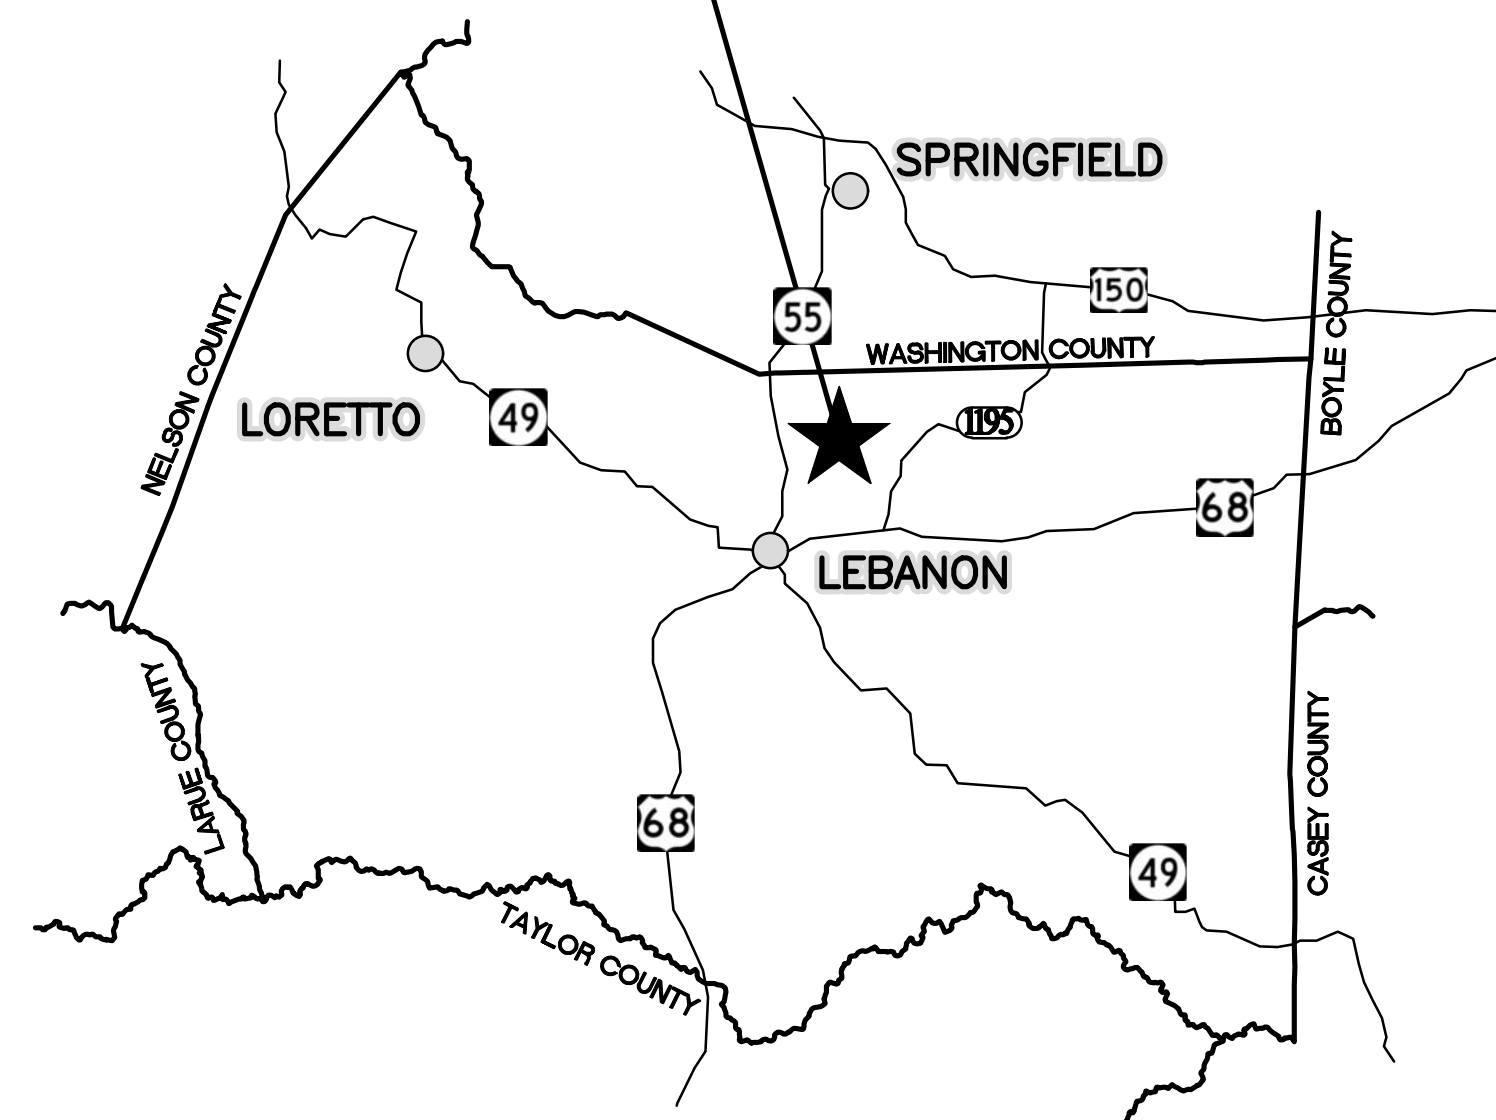 SPRINGFIELD
150
BOYLE COUNTY
55
NELSON COUNTY
WASHINGTON COUNTY
LORETTO
49
1195
68
LEBANON
LARUE COUNTY
CASEY COUNTY
68
49
TAYLOR COUNTY